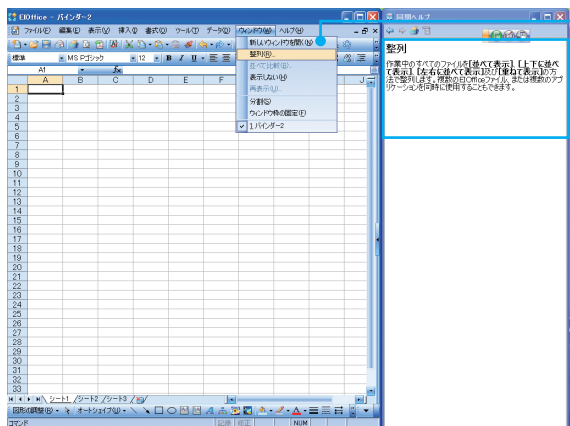 EIOffice - バインダー2
ファイル(F) 編集(E) 表示(V) 挿入(I) 書式(O) ツール(T) データ(D) ウィンドウ(W) ヘルプ(H)
標準 MS Pゴシック 12 B I U
A1 fx
A B C D E F J
1
2
3
4
5
6
7
8
9
10
11
12
13
14
15
16
17
18
19
20
21
22
23
24
25
26
27
28
29
30
31
32
33
新しいウィンドウを開く(N)
整列(R)...
並べて比較(B)...
表示しない(H)
再表示(U)...
分割(S)
ウィンドウ枠の固定(F)
1 バインダー2
シート1 /シート2 /シート3
図形の調整(R) オートシェイプ(U)
コマンド 記録 修正 NUM
同期ヘルプ
整列
作業中のすべてのファイルを[並べて表示]、[上下に並べ
て表示]、[左右に並べて表示]及び[重ねて表示]の方
法で整列します。複数のEIOfficeファイル、または複数のアプ
リケーションを同時に使用することもできます。